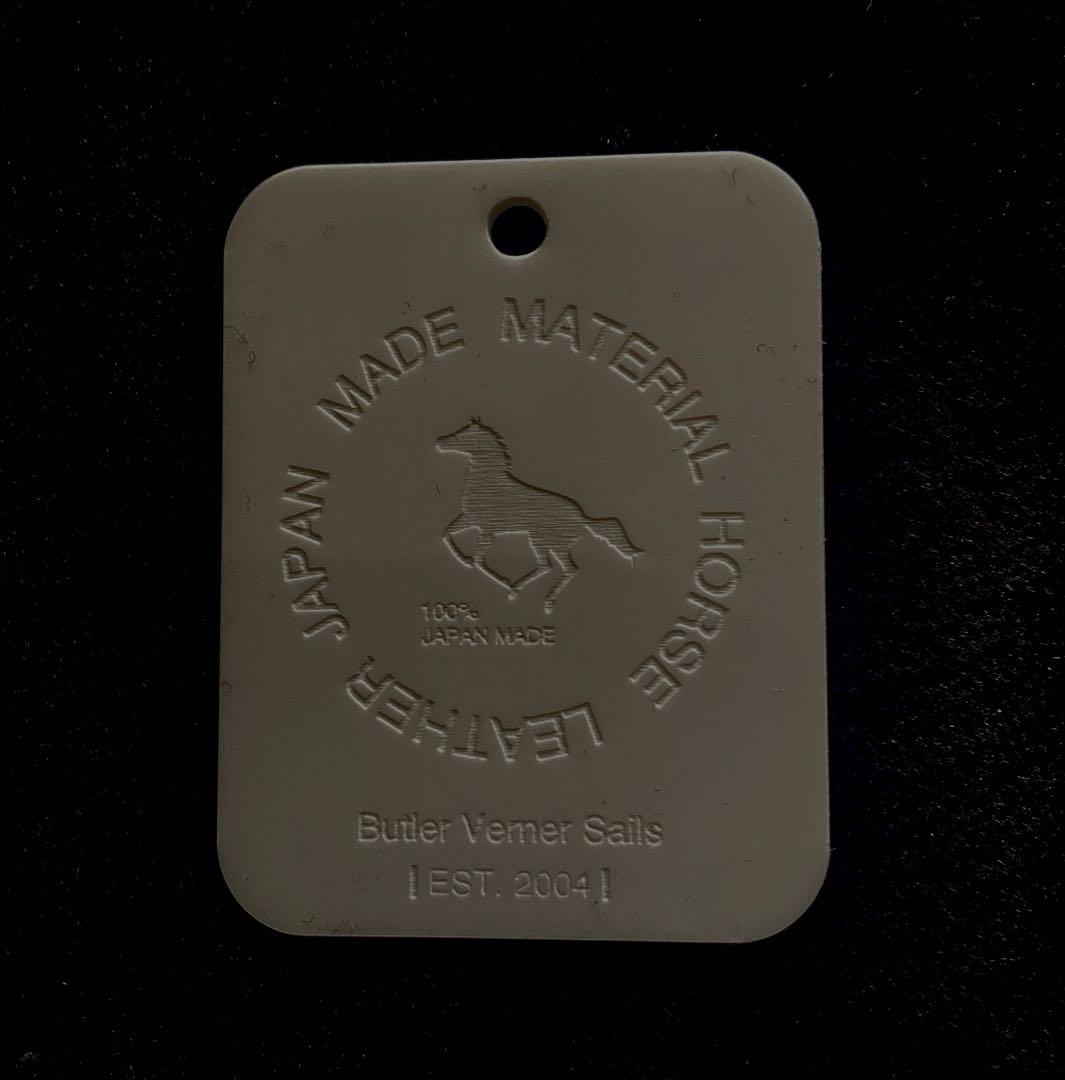 JAPAN MADE MATERIAL HORSE LEATHER,
100%
JAPAN MADE
Butler Verner Sails
| EST. 2004 |